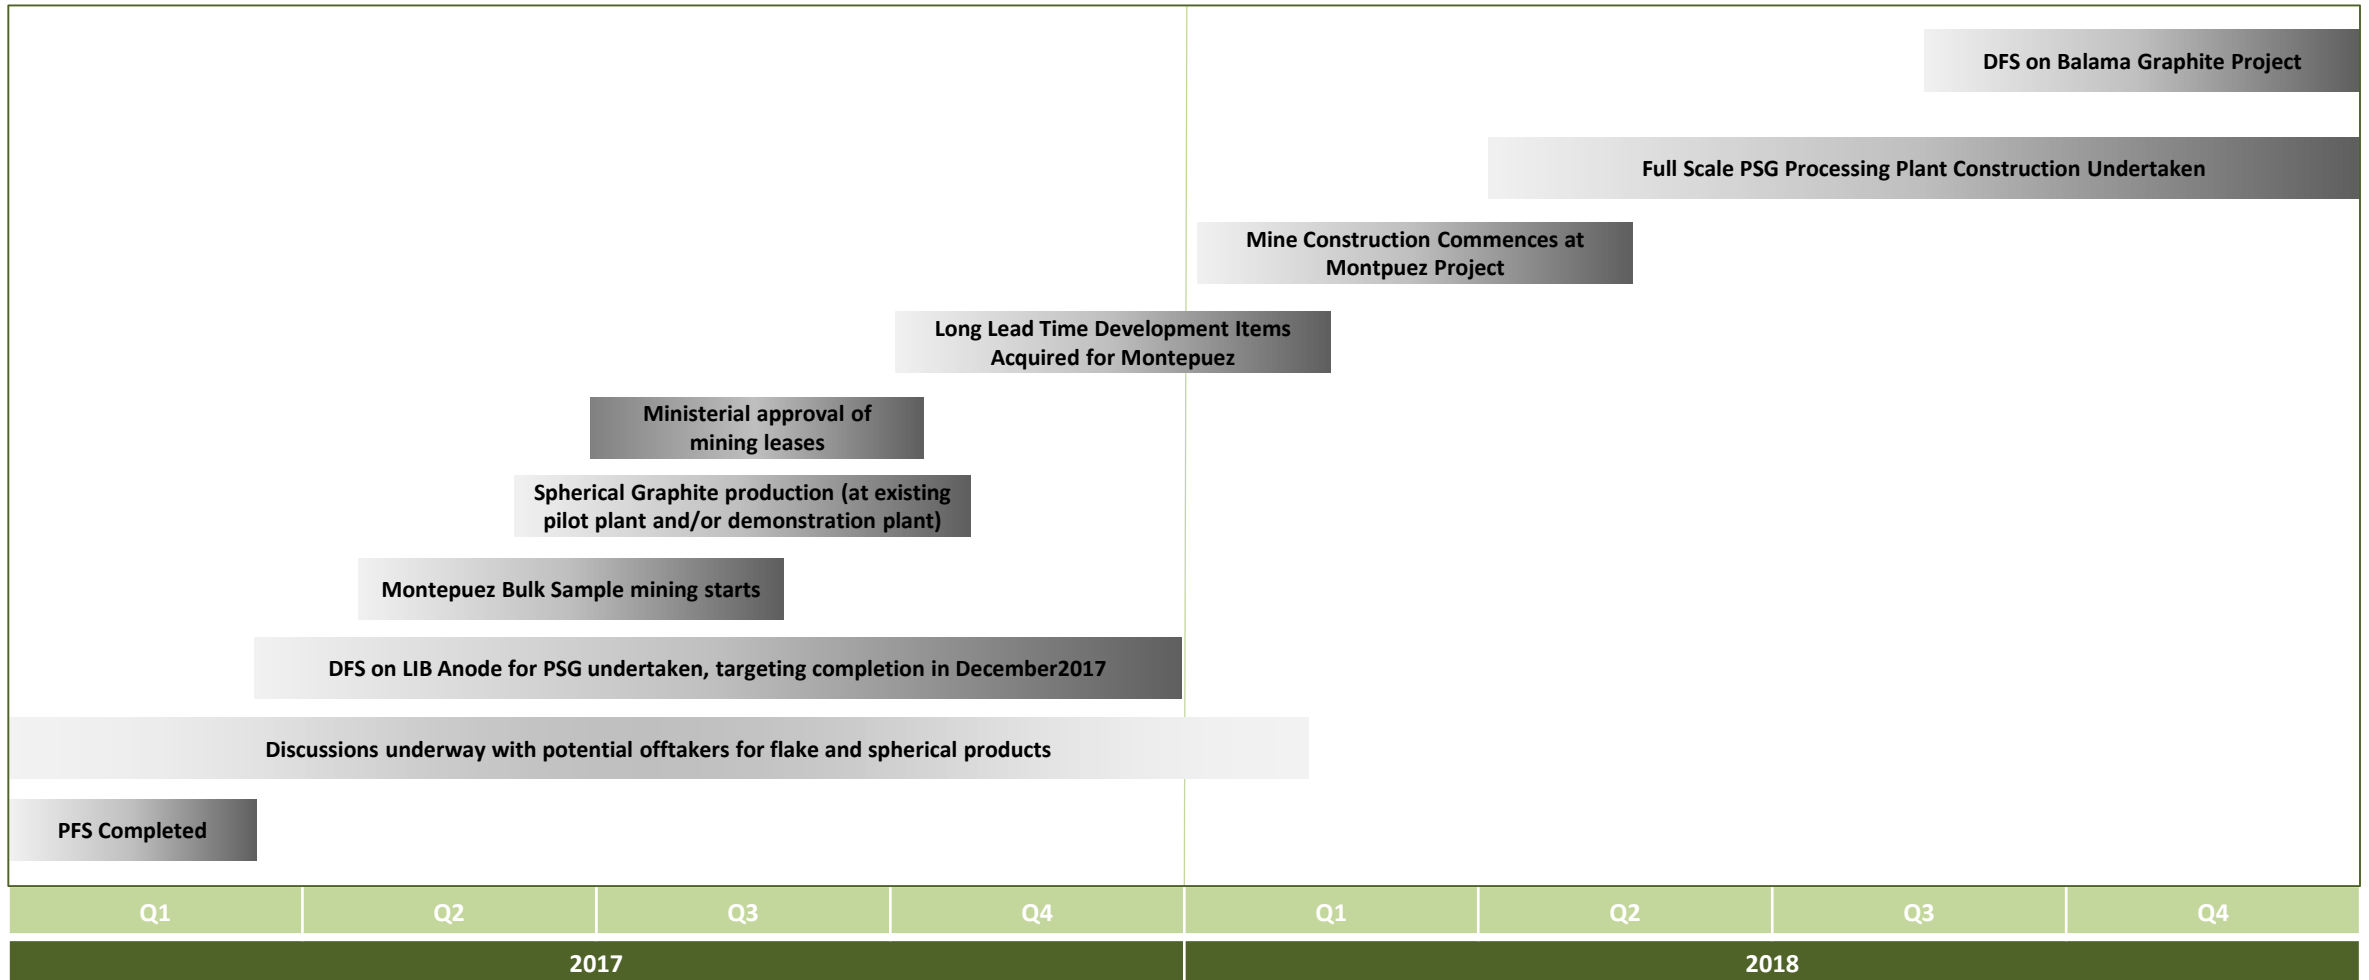 DFS on Balama Graphite Project
Full Scale PSG Processing Plant Construction Undertaken
Mine Construction Commences at
Montpuez Project
Long Lead Time Development Items
Acquired for Montepuez
Ministerial approval of
mining leases
Spherical Graphite production (at existing
pilot plant and/or demonstration plant)
Montepuez Bulk Sample mining starts
DFS on LIB Anode for PSG undertaken, targeting completion in December2017
Discussions underway with potential offtakers for flake and spherical products
PFS Completed
Q1 Q2 Q3 Q4 Q1 Q2 Q3 Q4
2017 2018